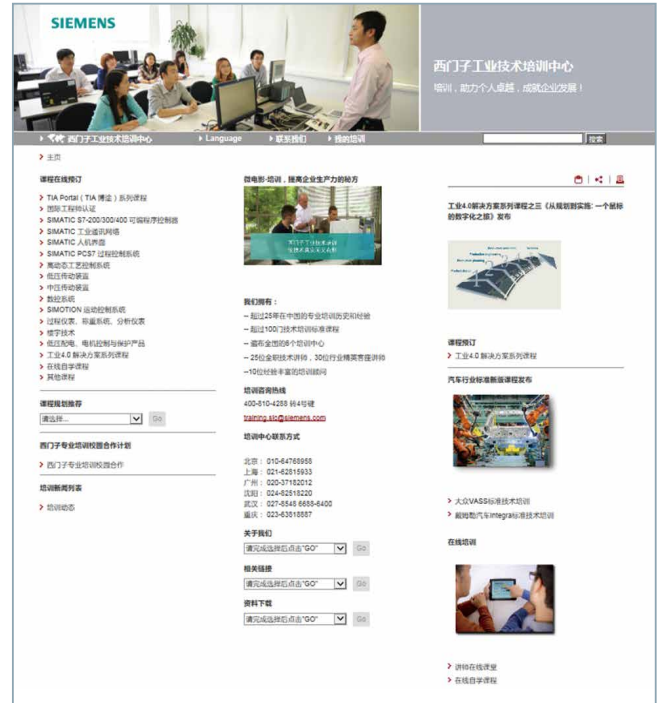 SIEMENS
西门子工业技术培训中心
培训，助力个人卓越，成就企业发展！
西门子工业技术培训中心
Language
联系我们
我的培训
搜索
主页
课程在线预订
TIA Portal（TIA 博途）系列课程
国际工程师认证
SIMATIC S7-200/300/400 可编程序控制器
SIMATIC 工业通讯网络
SIMATIC 人机界面
SIMATIC PCS7 过程控制系统
高动态工艺控制系统
低压传动装置
中压传动装置
数控系统
SIMOTION 运动控制系统
过程仪表、称重系统、分析仪表
楼宇技术
低压配电、电机控制与保护产品
工业4.0 解决方案系列课程
在线自学课程
其他课程
课程规划推荐
请选择...
Go
西门子专业培训校园合作计划
西门子专业培训校园合作
培训新闻列表
培训动态
微电影-培训，提高企业生产力的秘方
我们拥有：
-- 超过25年在中国的专业培训历史和经验
-- 超过100门技术培训标准课程
-- 遍布全国的6个培训中心
-- 25位全职技术讲师，30位行业精英客座讲师
--10位经验丰富的培训顾问
培训咨询热线
400-810-4288 转4号键
training.sic@siemens.com
培训中心联系方式
北京： 010-64768958
上海： 021-62815933
广州： 020-37182012
沈阳： 024-82518220
武汉： 027-8548 6688-6400
重庆： 023-63818887
关于我们
请完成选择后点击"GO"
Go
相关链接
请完成选择后点击"GO"
Go
资料下载
请完成选择后点击"GO"
Go
工业4.0解决方案系列课程之三《从规划到实施: 一个鼠标
的数字化之旅》发布
课程预订
工业4.0 解决方案系列课程
汽车行业标准新版课程发布
大众VASS标准技术培训
戴姆勒汽车Integra标准技术培训
在线培训
讲师在线课堂
在线自学课程